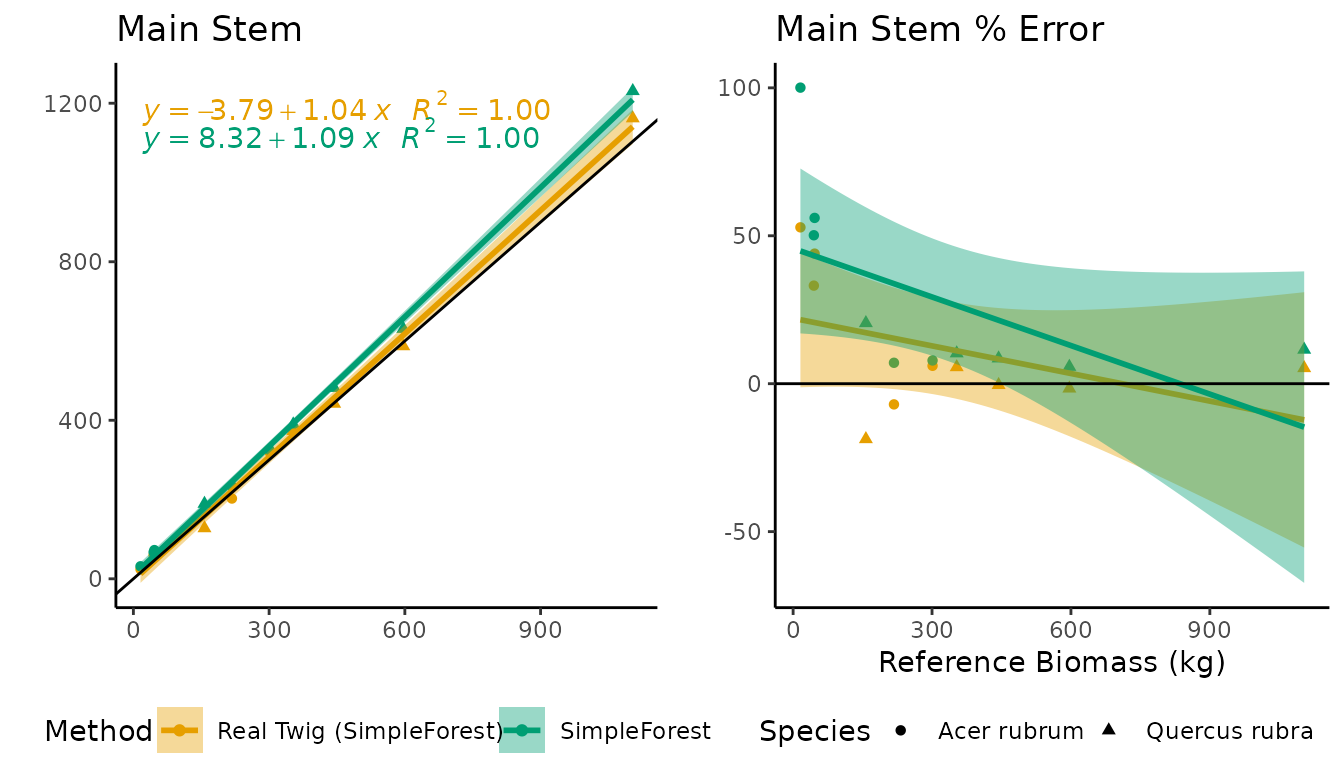 Main Stem
y = −3.79 + 1.04 x R² = 1.00
y = 8.32 + 1.09 x R² = 1.00
1200
800
400
0
0 300 600 900
Main Stem % Error
100
50
0
-50
0 300 600 900
Reference Biomass (kg)
Method Real Twig (SimpleForest) SimpleForest Species Acer rubrum Quercus rubra